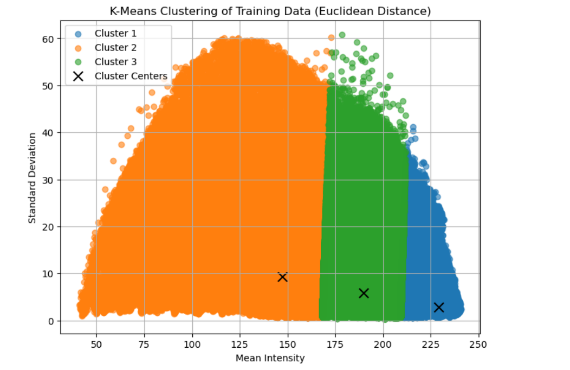 K-Means Clustering of Training Data (Euclidean Distance)
Cluster 1
Cluster 2
Cluster 3
Cluster Centers
60
50
40
30
20
10
0
Standard Deviation
50 75 100 125 150 175 200 225 250
Mean Intensity